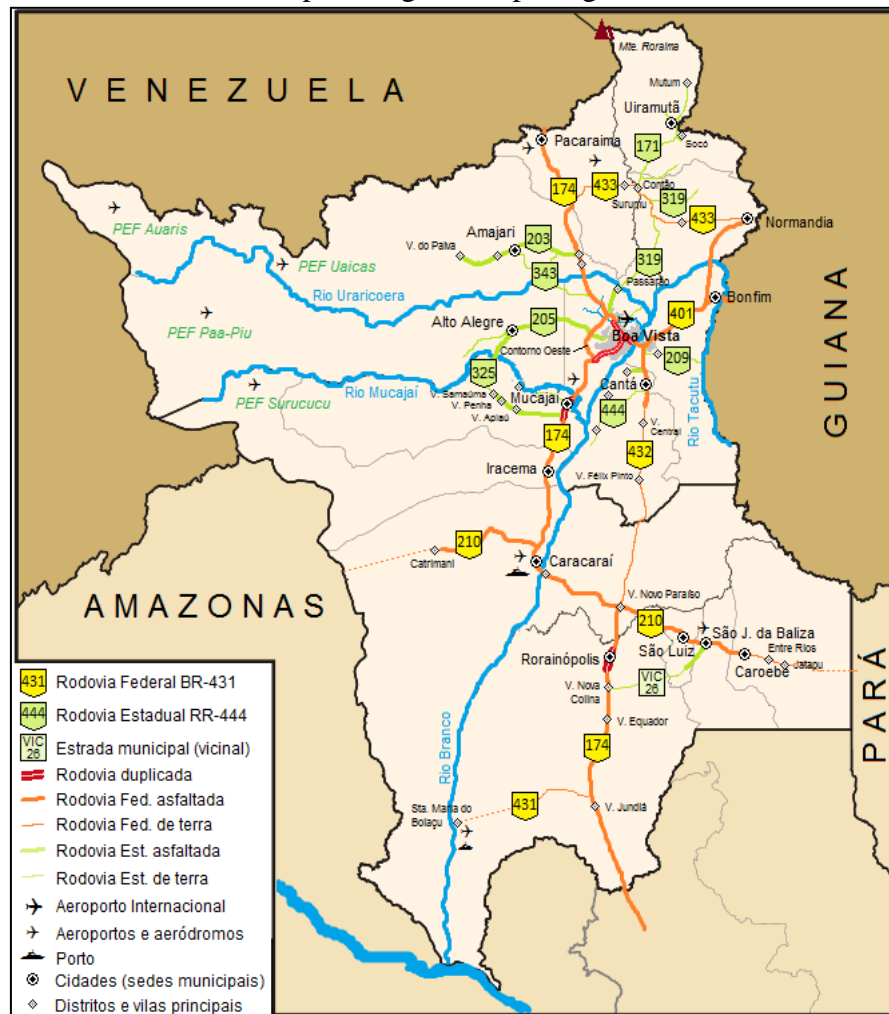 Mte. Roraima
VENEZUELA
Mutum
Uiramutã
Pacaraima
Socó
171
174
433
Contão
Surumu
319
433
Normandia
PEF Auaris
Amajari
203
V. do Paiva
PEF Uaicas
343
319
Passarão
Rio Uraricoera
Bonfim
PEF Paa-Piu
Alto Alegre
205
401
Boa Vista
Contorno Oeste
209
325
Cantá
Rio Mucajaí
V. Samaúma
V. Penha
V. Apiaú
Mucajaí
444
PEF Surucucu
Rio Tacutu
GUIANA
V. Central
174
432
Iracema
V. Félix Pinto
210
Catrimani
Caracaraí
AMAZONAS
V. Novo Paraíso
210
São J. da Baliza
São Luiz
Entre Rios
Rorainópolis
Caroebe
Jatapu
V. Nova Colina
VIC 26
PARÁ
V. Equador
Rio Branco
174
Sta. Maria do Boiaçu
431
V. Jundiá
431 Rodovia Federal BR-431
444 Rodovia Estadual RR-444
VIC 26 Estrada municipal (vicinal)
Rodovia duplicada
Rodovia Fed. asfaltada
Rodovia Fed. de terra
Rodovia Est. asfaltada
Rodovia Est. de terra
Aeroporto Internacional
Aeroportos e aeródromos
Porto
Cidades (sedes municipais)
Distritos e vilas principais